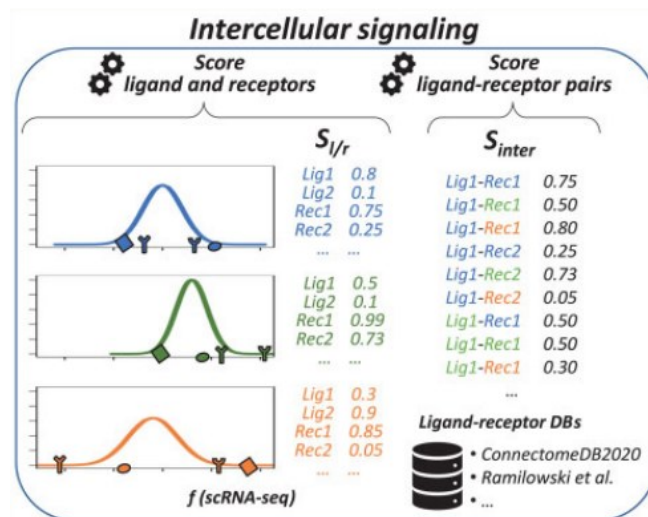 Intercellular signaling
Score
ligand and receptors
Score
ligand-receptor pairs
S_l/r
Lig1 0.8
Lig2 0.1
Rec1 0.75
Rec2 0.25
... ...
Lig1 0.5
Lig2 0.1
Rec1 0.99
Rec2 0.73
... ...
Lig1 0.3
Lig2 0.9
Rec1 0.85
Rec2 0.05
... ...
f (scRNA-seq)
S_inter
Lig1-Rec1 0.75
Lig1-Rec1 0.50
Lig1-Rec1 0.80
Lig1-Rec2 0.25
Lig1-Rec2 0.73
Lig1-Rec2 0.05
Lig1-Rec1 0.50
Lig1-Rec1 0.50
Lig1-Rec1 0.30
...
Ligand-receptor DBs
• ConnectomeDB2020
• Ramilowski et al.
• ...